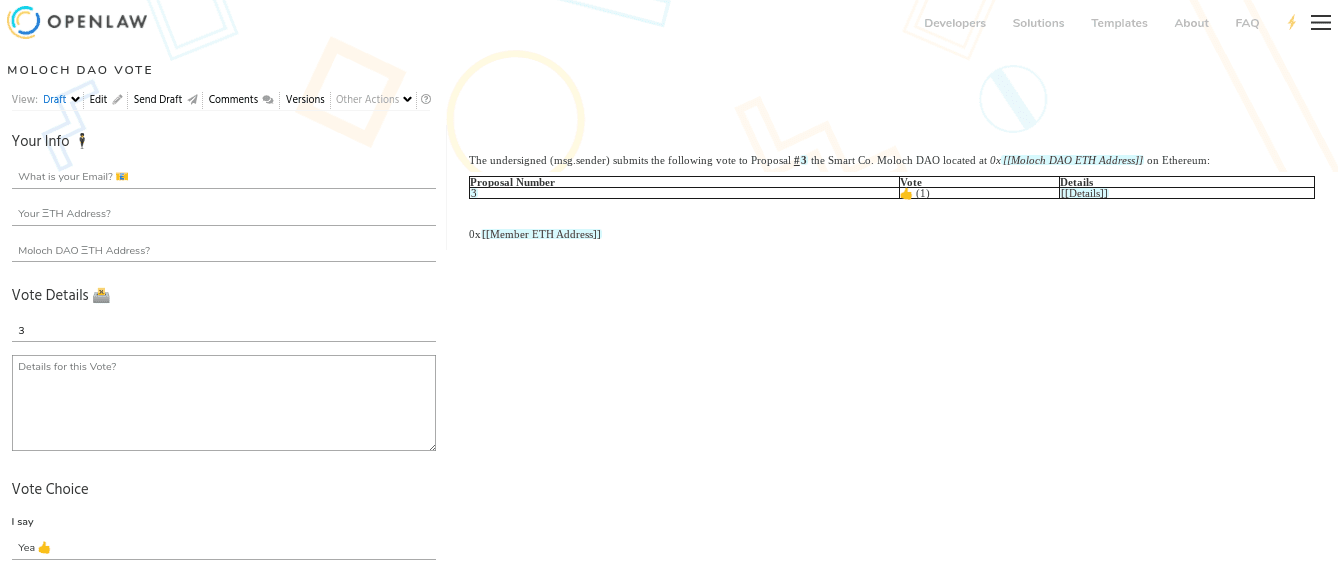 OPENLAW
Developers Solutions Templates About FAQ
MOLOCH DAO VOTE
View: Draft Edit Send Draft Comments Versions Other Actions
Your Info 🕴
What is your Email? 📧
Your ΞTH Address?
Moloch DAO ΞTH Address?
Vote Details 🗳
3
Details for this Vote?
Vote Choice
I say
Yea 👍
The undersigned (msg.sender) submits the following vote to Proposal #3 the Smart Co. Moloch DAO located at 0x[[Moloch DAO ETH Address]] on Ethereum:
Proposal Number Vote Details
3 👍 (1) [[Details]]
0x[[Member ETH Address]]